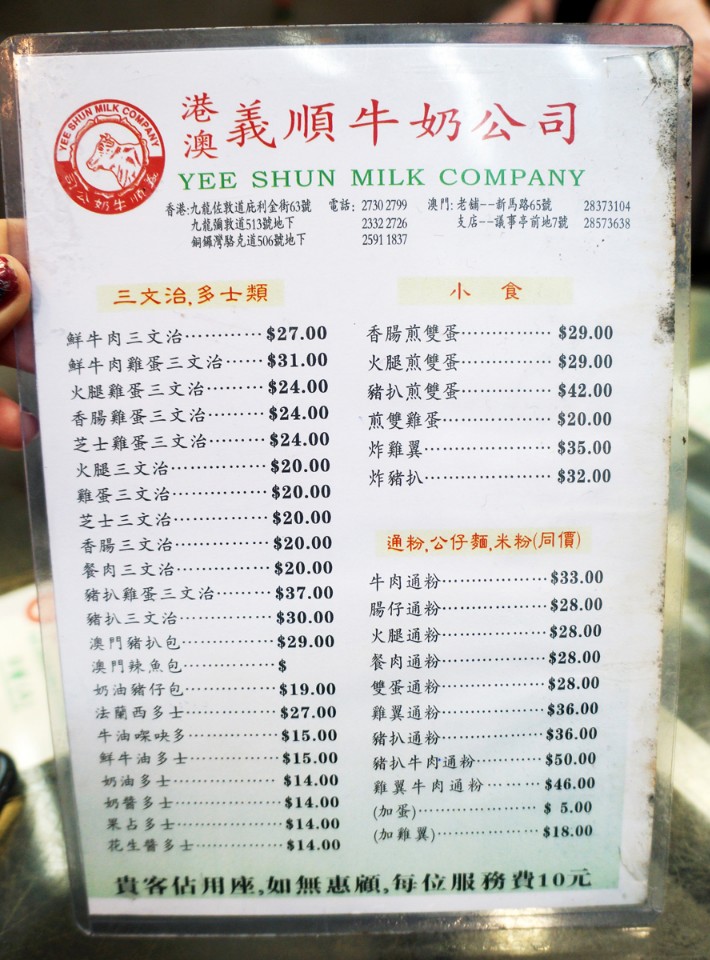 YEE SHUN MILK COMPANY
義順牛奶公司
港澳 義順牛奶公司
YEE SHUN MILK COMPANY
香港:九龍佐敦道庇利金街63號 電話: 2730 2799 澳門: 老舖--新馬路65號 28373104
九龍彌敦道513號地下 2332 2726 支店--議事亭前地7號 28573638
銅鑼灣駱克道506號地下 2591 1837
三文治,多士類
鮮牛肉三文治············$27.00
鮮牛肉雞蛋三文治······$31.00
火腿雞蛋三文治·········$24.00
香腸雞蛋三文治·········$24.00
芝士雞蛋三文治·········$24.00
火腿三文治···············$20.00
雞蛋三文治···············$20.00
芝士三文治···············$20.00
香腸三文治···············$20.00
餐肉三文治···············$20.00
豬扒雞蛋三文治·········$37.00
豬扒三文治···············$30.00
澳門豬扒包···············$29.00
澳門辣魚包···············$
奶油豬仔包···············$19.00
法蘭西多士···············$27.00
牛油㗎央多···············$15.00
鮮牛油多士···············$15.00
奶油多士·················$14.00
奶醬多士·················$14.00
果占多士·················$14.00
花生醬多士···············$14.00
小 食
香腸煎雙蛋···············$29.00
火腿煎雙蛋···············$29.00
豬扒煎雙蛋···············$42.00
煎雙雞蛋·················$20.00
炸雞翼····················$35.00
炸豬扒····················$32.00
通粉,公仔麵,米粉(同價)
牛肉通粉··················$33.00
腸仔通粉··················$28.00
火腿通粉··················$28.00
餐肉通粉··················$28.00
雙蛋通粉··················$28.00
雞翼通粉··················$36.00
豬扒通粉··················$36.00
豬扒牛肉通粉············$50.00
雞翼牛肉通粉·········$46.00
(加蛋)····················$ 5.00
(加雞翼)·················$18.00
貴客佔用座,如無惠顧,每位服務費10元